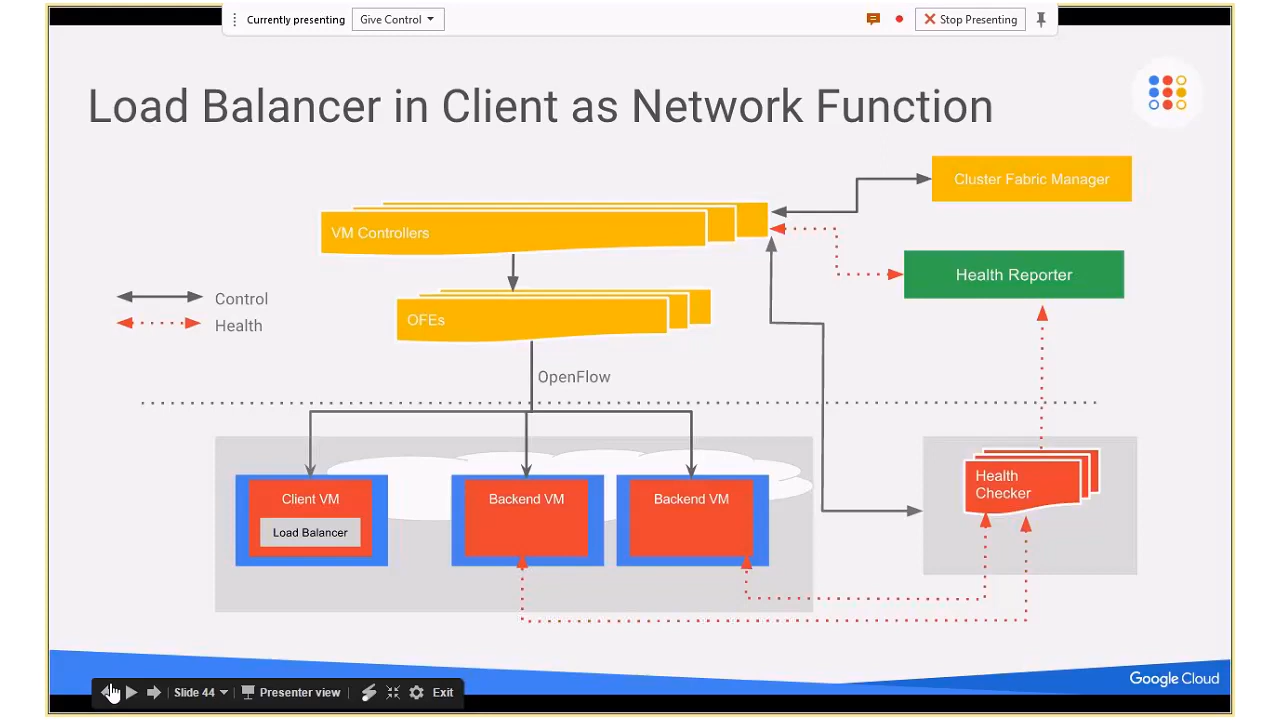 Currently presenting
Give Control
Stop Presenting
Load Balancer in Client as Network Function
Cluster Fabric Manager
VM Controllers
Health Reporter
Control
Health
OFEs
OpenFlow
Health
Checker
Client VM
Load Balancer
Backend VM
Backend VM
Google Cloud
Slide 44
Presenter view
Exit